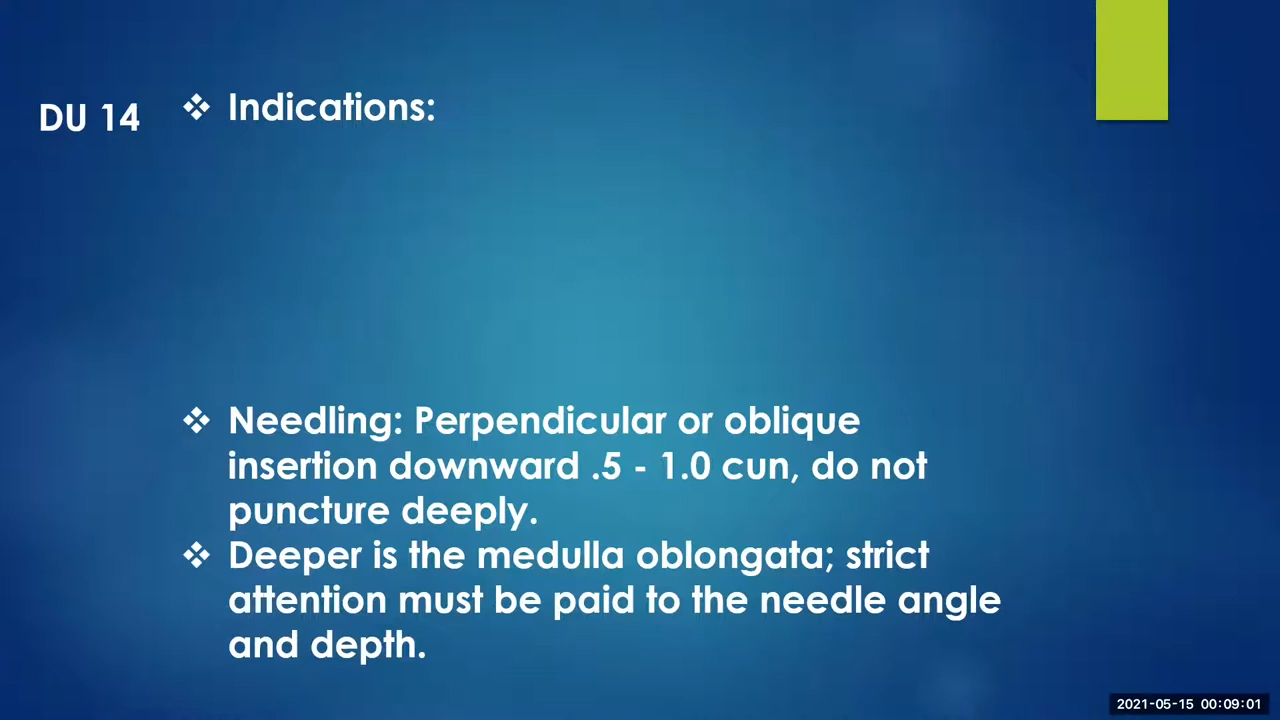 DU 14
❖ Indications:
❖ Needling: Perpendicular or oblique
insertion downward .5 - 1.0 cun, do not
puncture deeply.
❖ Deeper is the medulla oblongata; strict
attention must be paid to the needle angle
and depth.
2021-05-15 00:09:01